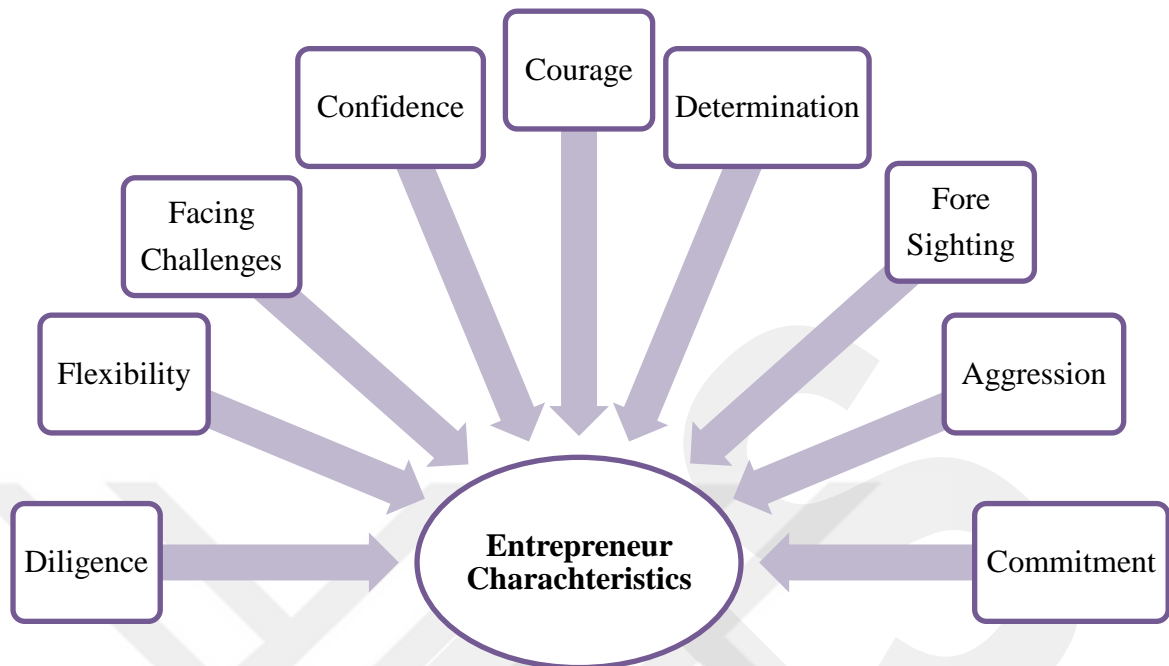 Courage
Confidence
Determination
Facing
Challenges
Fore
Sighting
Flexibility
Aggression
Diligence
Entrepreneur
Charachteristics
Commitment